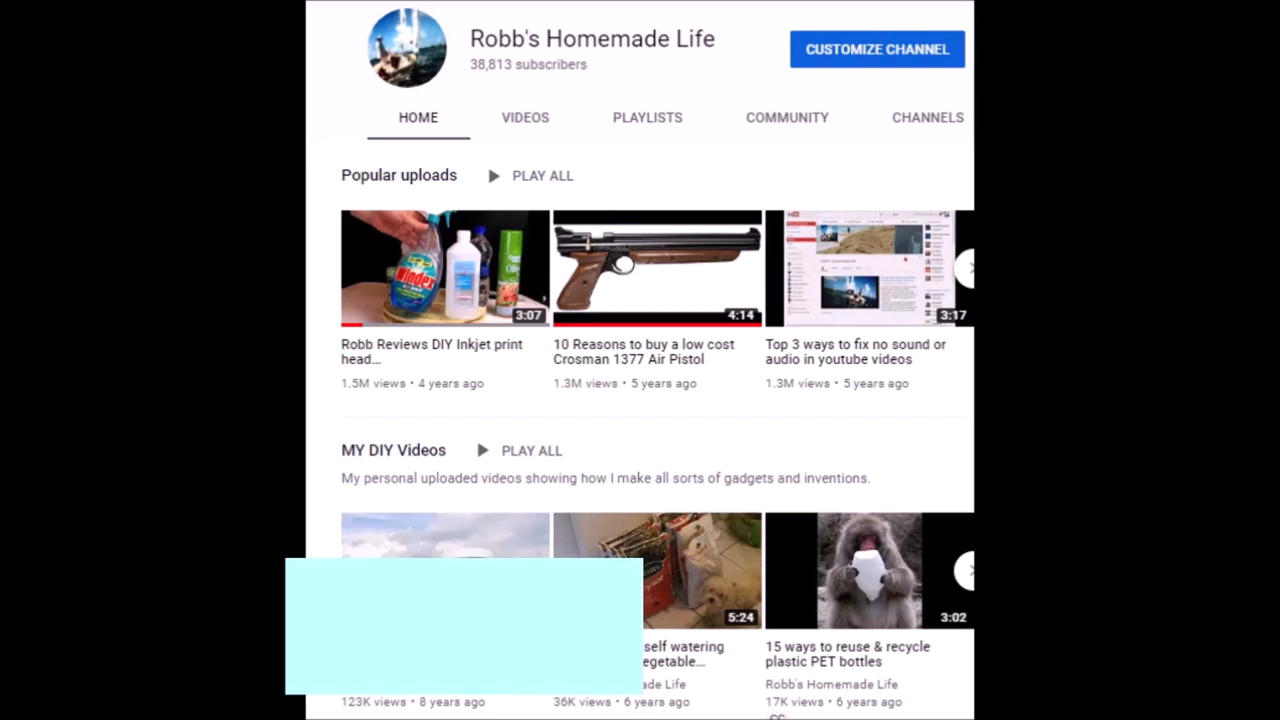 Robb's Homemade Life
38,813 subscribers
CUSTOMIZE CHANNEL
HOME VIDEOS PLAYLISTS COMMUNITY CHANNELS
Popular uploads PLAY ALL
Windex
3:07 4:14 3:17
Robb Reviews DIY Inkjet print
head...
1.5M views • 4 years ago
10 Reasons to buy a low cost
Crosman 1377 Air Pistol
1.3M views • 5 years ago
Top 3 ways to fix no sound or
audio in youtube videos
1.3M views • 5 years ago
MY DIY Videos PLAY ALL
My personal uploaded videos showing how I make all sorts of gadgets and inventions.
5:24 3:02
123K views • 8 years ago
self watering
36K views • 6 years ago
15 ways to reuse & recycle
plastic PET bottles
Robb's Homemade Life
17K views • 6 years ago